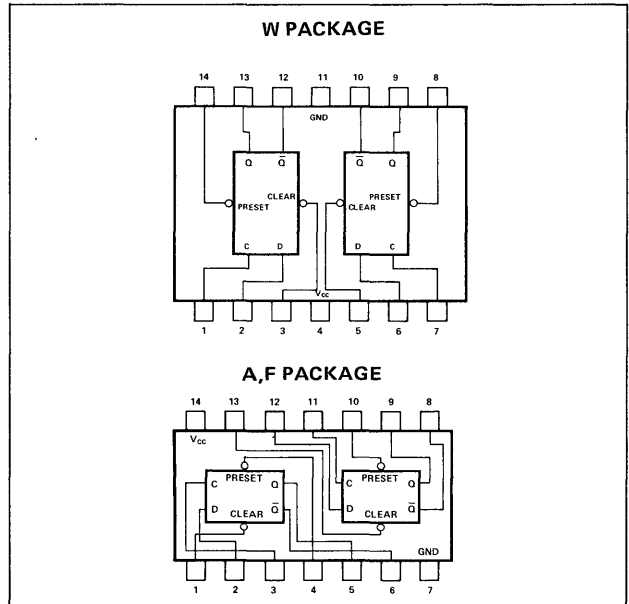 W PACKAGE
14 13 12 11 10 9 8
GND
Q Q̅ Q̅ Q
CLEAR PRESET
PRESET CLEAR
C D D C
VCC
1 2 3 4 5 6 7
A,F PACKAGE
14 13 12 11 10 9 8
VCC
PRESET PRESET
C Q C Q
D Q̅ D Q̅
CLEAR CLEAR
GND
1 2 3 4 5 6 7